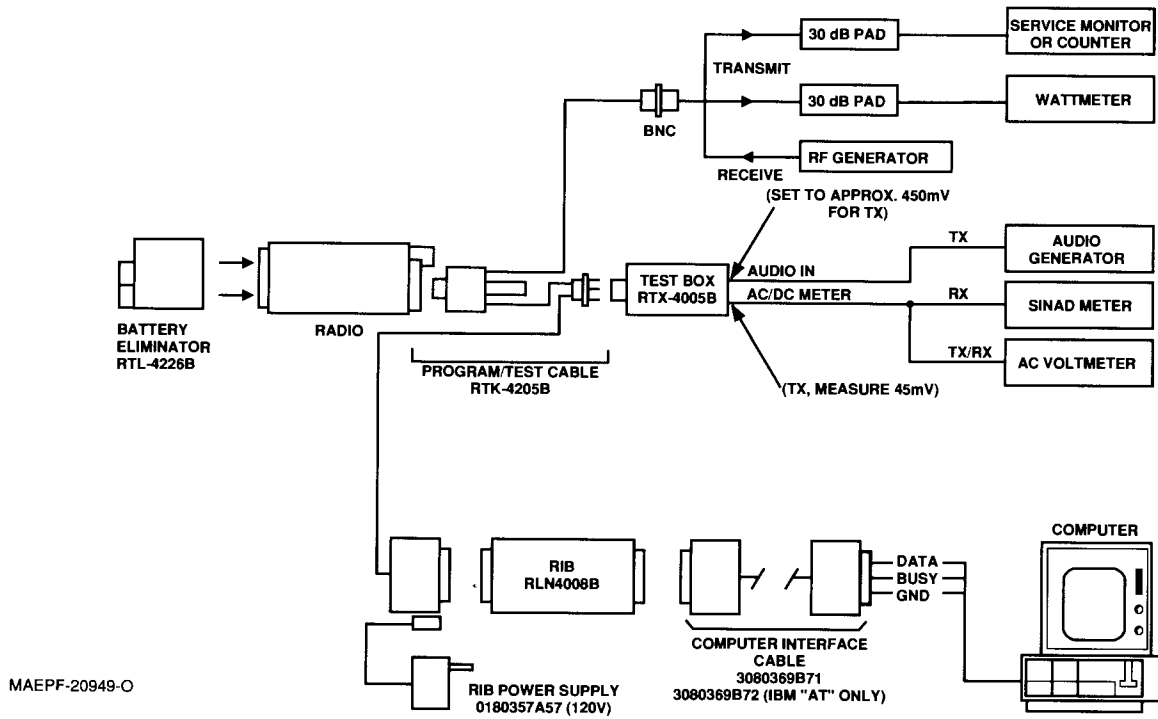 30 dB PAD
SERVICE MONITOR
OR COUNTER
TRANSMIT
30 dB PAD
WATTMETER
BNC
RF GENERATOR
RECEIVE
(SET TO APPROX. 450mV
FOR TX)
TX
AUDIO
GENERATOR
TEST BOX
RTX-4005B
AUDIO IN
AC/DC METER
RX
SINAD METER
TX/RX
AC VOLTMETER
(TX, MEASURE 45mV)
BATTERY
ELIMINATOR
RTL-4226B
RADIO
PROGRAM/TEST CABLE
RTK-4205B
COMPUTER
RIB
RLN4008B
DATA
BUSY
GND
COMPUTER INTERFACE
CABLE
3080369B71
3080369B72 (IBM "AT" ONLY)
RIB POWER SUPPLY
0180357A57 (120V)
MAEPF-20949-O